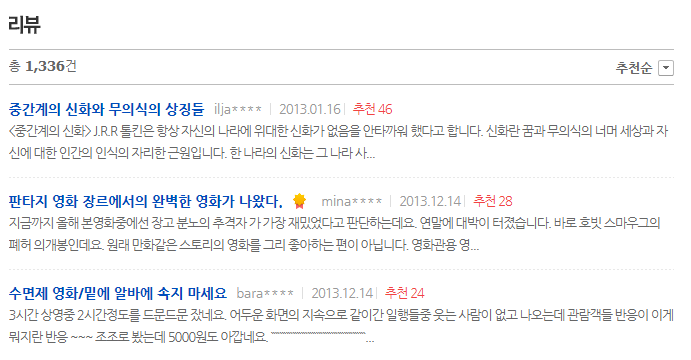 리뷰
총 1,336건
추천순
중간계의 신화와 무의식의 상징들 ilja**** 2013.01.16 추천 46
<중간계의 신화> J.R.R 톨킨은 항상 자신의 나라에 위대한 신화가 없음을 안타까워 했다고 합니다. 신화란 꿈과 무의식의 너머 세상과 자
신에 대한 인간의 인식의 자리한 근원입니다. 한 나라의 신화는 그 나라 사...
판타지 영화 장르에서의 완벽한 영화가 나왔다. mina**** 2013.12.14 추천 28
지금까지 올해 본영화중에선 장고 분노의 추격자 가 가장 재밌었다고 판단하는데요. 연말에 대박이 터졌습니다. 바로 호빗 스마우그의
폐허 의개봉인데요. 원래 만화같은 스토리의 영화를 그리 좋아하는 편이 아닙니다. 영화관용 영...
수면제 영화/밑에 알바에 속지 마세요 bara**** 2013.12.14 추천 24
3시간 상영중 2시간정도를 드문드문 잤네요. 어두운 화면의 지속으로 같이간 일행들중 웃는 사람이 없고 나오는데 관람객들 반응이 이게
뭐지란 반응 ~~~ 조조로 봤는데 5000원도 아깝네요.